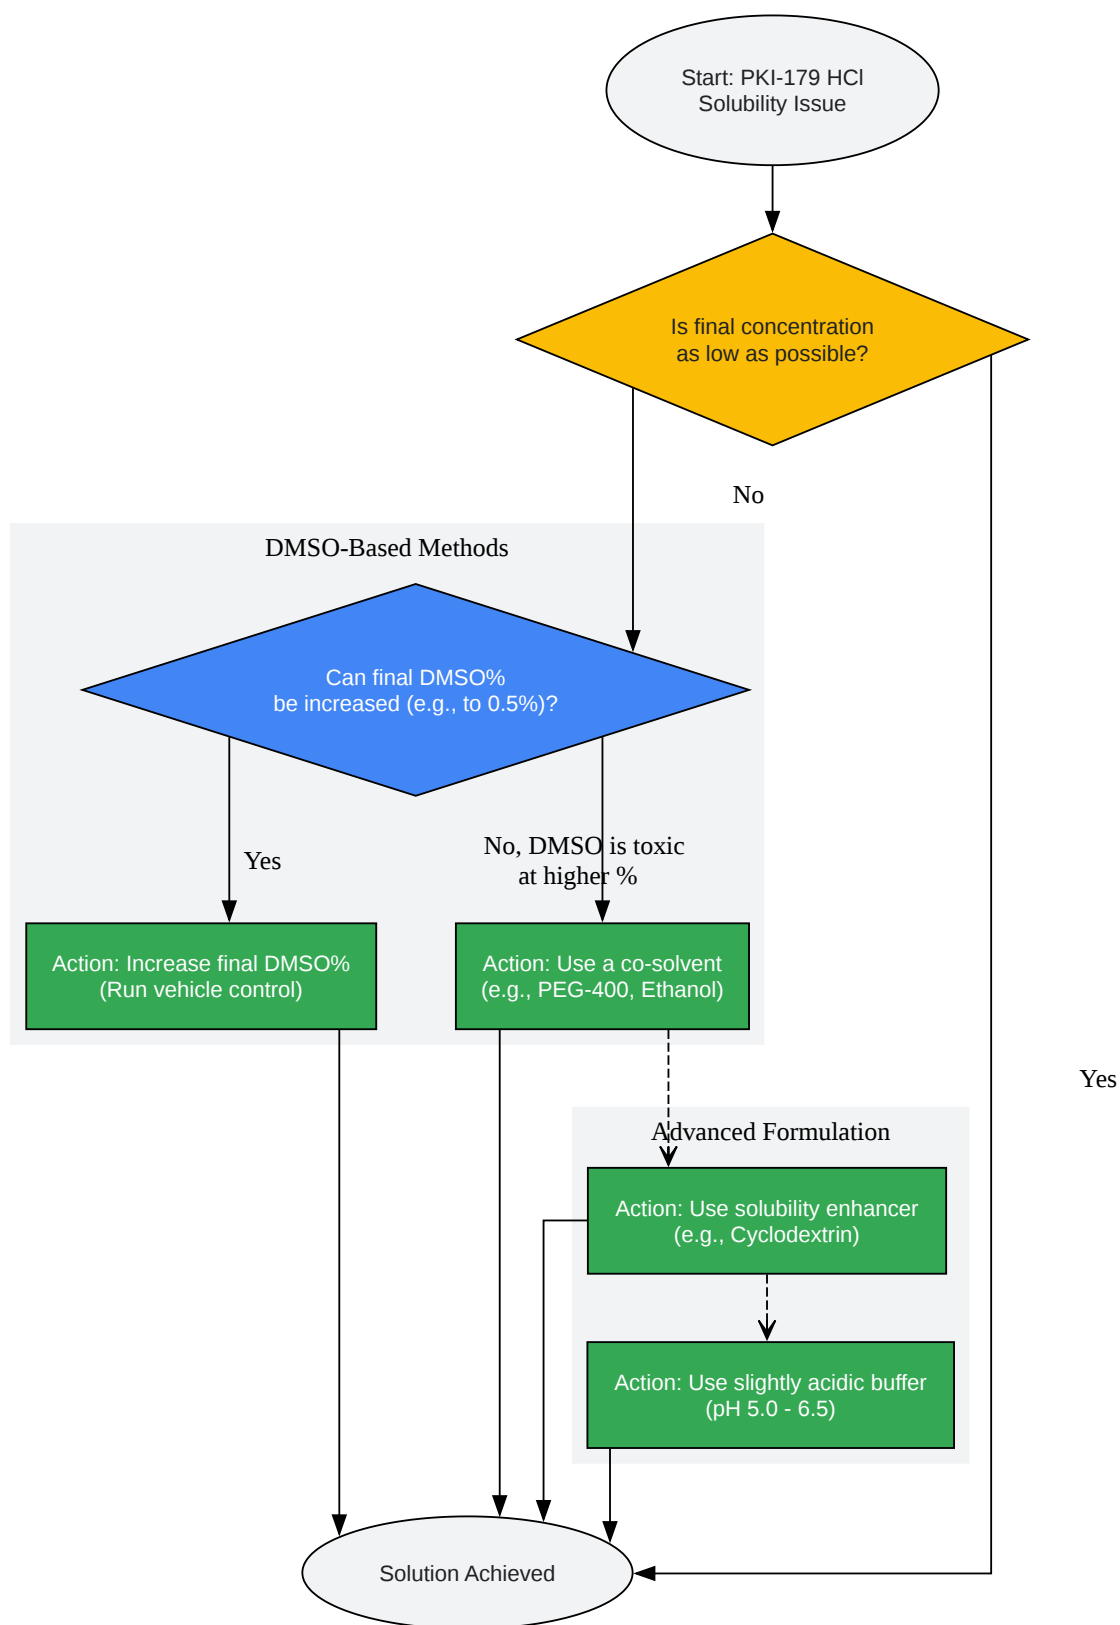 Start: PKI-179 HCl
Solubility Issue
Is final concentration
as low as possible?
No
DMSO-Based Methods
Can final DMSO%
be increased (e.g., to 0.5%)?
Yes
No, DMSO is toxic
at higher %
Action: Increase final DMSO%
(Run vehicle control)
Action: Use a co-solvent
(e.g., PEG-400, Ethanol)
Yes
Advanced Formulation
Action: Use solubility enhancer
(e.g., Cyclodextrin)
Action: Use slightly acidic buffer
(pH 5.0 - 6.5)
Solution Achieved